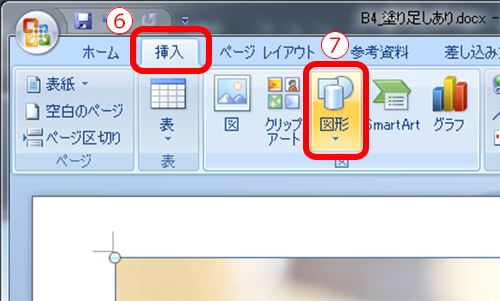 ⑥
B4_塗り足しあり.docx -
⑦
ホーム 挿入 ページ レイアウト 参考資料 差し込み
表紙
空白のページ
ページ区切り
ページ
表
表
図
クリップ
アート
図形
SmartArt
グラフ
図